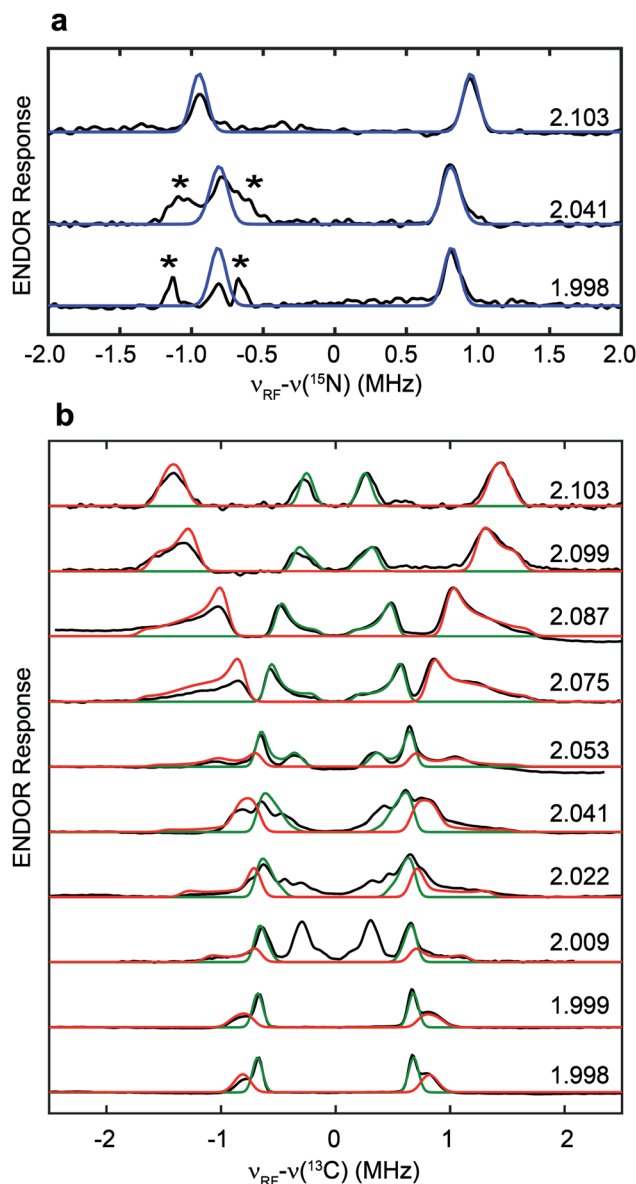 a
ENDOR Response
2.103
* *
2.041
* *
1.998
-2.0 -1.5 -1.0 -0.5 0 0.5 1.0 1.5 2.0
νRF-ν(¹⁵N) (MHz)
b
ENDOR Response
2.103
2.099
2.087
2.075
2.053
2.041
2.022
2.009
1.999
1.998
-2 -1 0 1 2
νRF-ν(¹³C) (MHz)